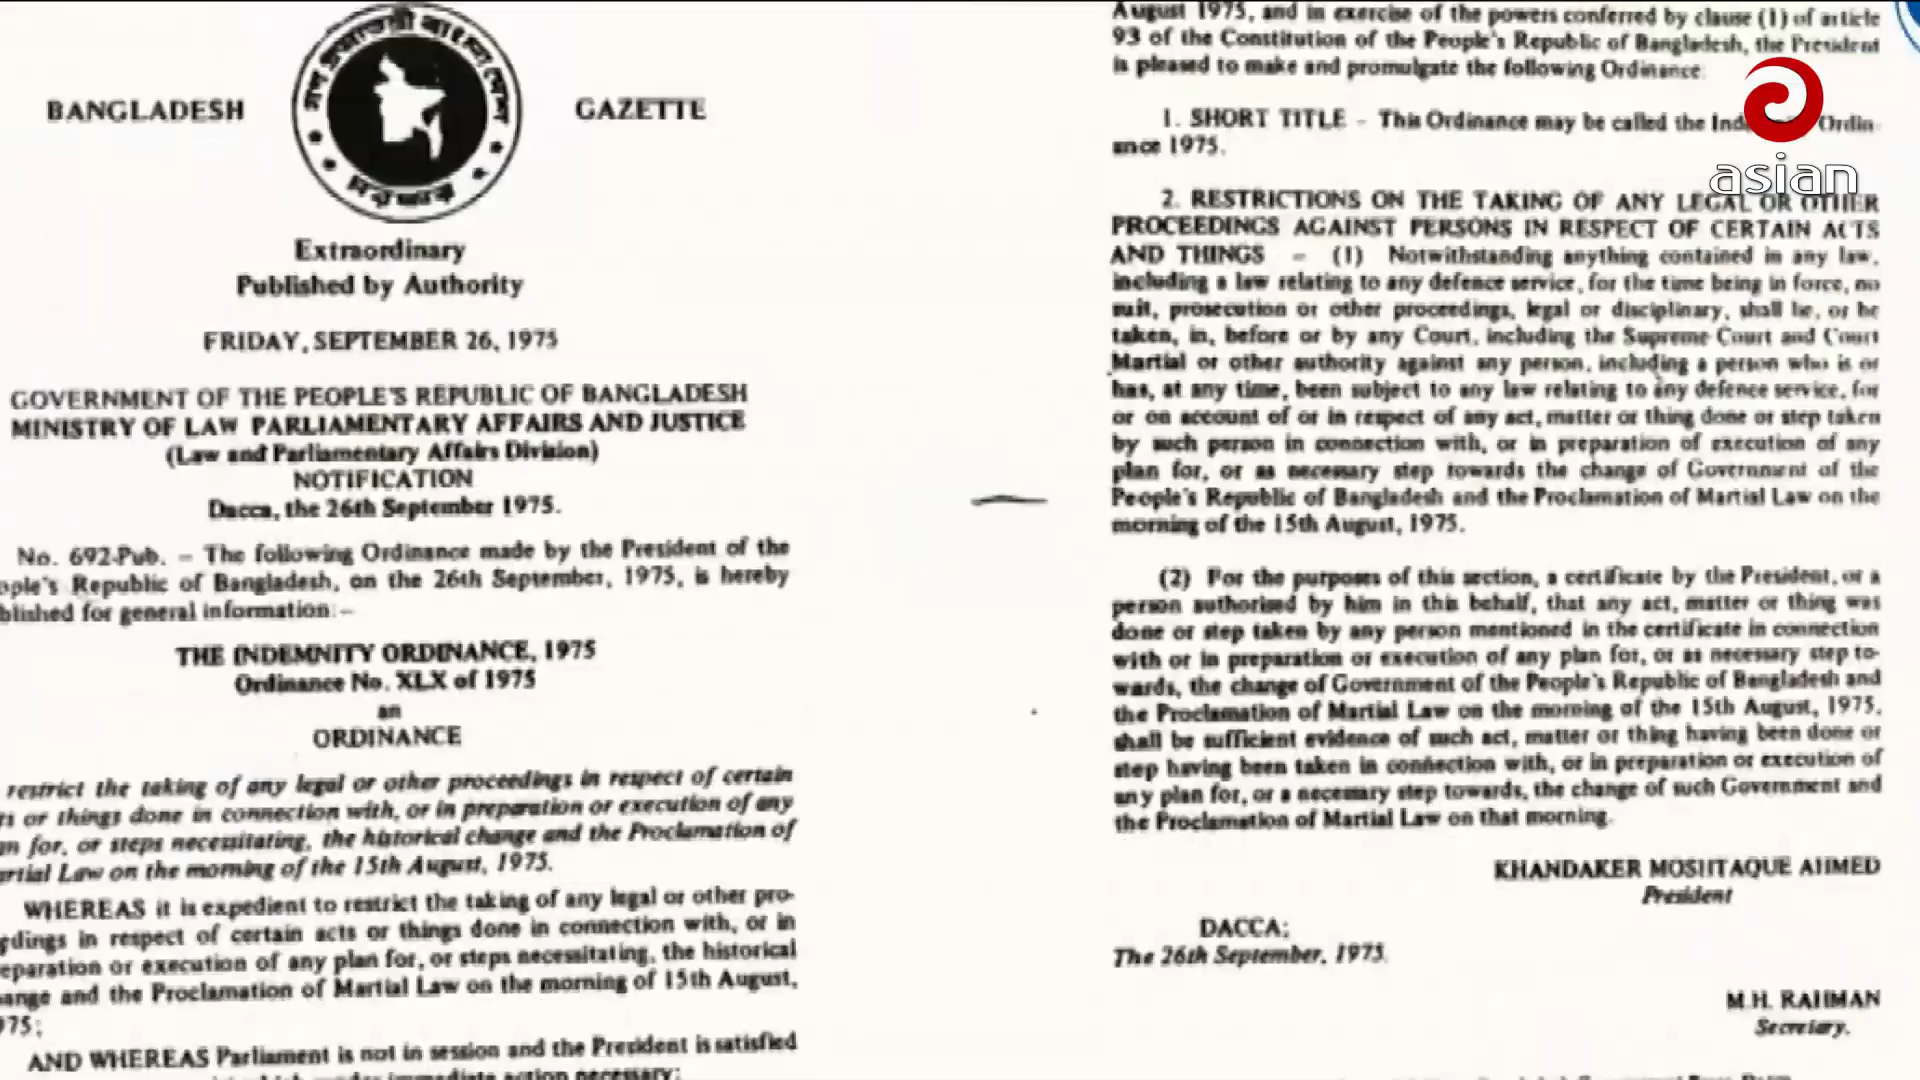 BANGLADESH GAZETTE
Extraordinary
Published by Authority
FRIDAY, SEPTEMBER 26, 1975
GOVERNMENT OF THE PEOPLE'S REPUBLIC OF BANGLADESH
MINISTRY OF LAW PARLIAMENTARY AFFAIRS AND JUSTICE
(Law and Parliamentary Affairs Division)
NOTIFICATION
Dacca, the 26th September 1975.
No. 692-Pub. – The following Ordinance made by the President of the
ople's Republic of Bangladesh, on the 26th September, 1975, is hereby
blished for general information:–
THE INDEMNITY ORDINANCE, 1975
Ordinance No. XLX of 1975
an
ORDINANCE
restrict the taking of any legal or other proceedings in respect of certain
ts or things done in connection with, or in preparation or execution of any
an for, or steps necessitating, the historical change and the Proclamation of
artial Law on the morning of the 15th August, 1975.
WHEREAS it is expedient to restrict the taking of any legal or other pro-
edings in respect of certain acts or things done in connection with, or in
eparation or execution of any plan for, or steps necessitating, the historical
ange and the Proclamation of Martial Law on the morning of 15th August,
975;
AND WHEREAS Parliament is not in session and the President is satisfied
immediate action necessary;
August 1975, and in exercise of the powers conferred by clause (1) of article
93 of the Constitution of the People's Republic of Bangladesh, the President
is pleased to make and promulgate the following Ordinance:
1. SHORT TITLE – This Ordinance may be called the Ordin
ance 1975.
2. RESTRICTIONS ON THE TAKING OF ANY LEGAL OR OTHER
PROCEEDINGS AGAINST PERSONS IN RESPECT OF CERTAIN ACTS
AND THINGS – (1) Notwithstanding anything contained in any law,
including a law relating to any defence service, for the time being in force, no
suit, prosecution or other proceedings, legal or disciplinary, shall lie, or be
taken, in, before or by any Court, including the Supreme Court and Court
Martial or other authority against any person, including a person who is or
has, at any time, been subject to any law relating to any defence service, for
or on account of or in respect of any act, matter or thing done or step taken
by such person in connection with, or in preparation of execution of any
plan for, or as necessary step towards the change of Government of the
People's Republic of Bangladesh and the Proclamation of Martial Law on the
morning of the 15th August, 1975.
(2) For the purposes of this section, a certificate by the President, or a
person authorised by him in this behalf, that any act, matter or thing was
done or step taken by any person mentioned in the certificate in connection
with or in preparation or execution of any plan for, or as necessary step to-
wards, the change of Government of the People's Republic of Bangladesh and
the Proclamation of Martial Law on the morning of the 15th August, 1975,
shall be sufficient evidence of such act, matter or thing having been done or
step having been taken in connection with, or in preparation or execution of
any plan for, or a necessary step towards, the change of such Government and
the Proclamation of Martial Law on that morning.
KHANDAKER MOSHTAQUE AHMED
President
DACCA;
The 26th September, 1975.
M.H. RAHMAN
Secretary.
asian